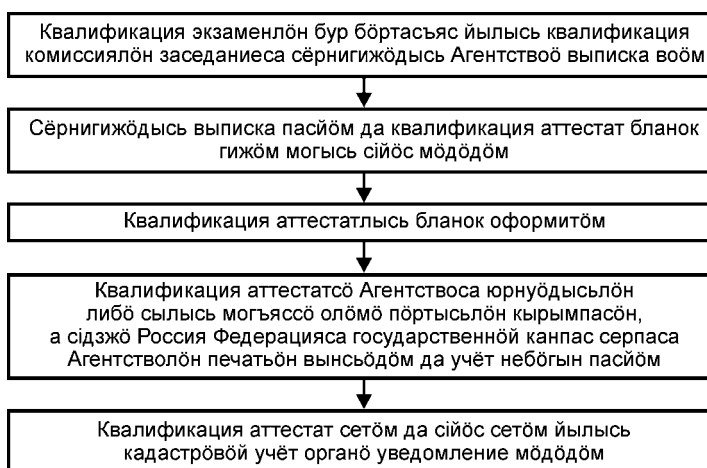 Квалификация экзаменлӧн бур бӧртасъяс йылысь квалификация
комиссиялӧн заседаниеса сёрнигижӧдысь Агентствоӧ выписка воӧм
Сёрнигижӧдысь выписка пасйӧм да квалификация аттестат бланок
гижӧм могысь сійӧс мӧдӧдӧм
Квалификация аттестатлысь бланок оформитӧм
Квалификация аттестатсӧ Агентствоса юрнуӧдысьлӧн
либӧ сылысь могъяссӧ олӧмӧ пӧртысьлӧн кырымпасӧн,
а сідзжӧ Россия Федерацияса государственнӧй канпас серпаса
Агентстволӧн печатьӧн вынсьӧдӧм да учёт небӧгын пасйӧм
Квалификация аттестат сетӧм да сійӧс сетӧм йылысь
кадастрӧвӧй учёт органӧ уведомление мӧдӧдӧм